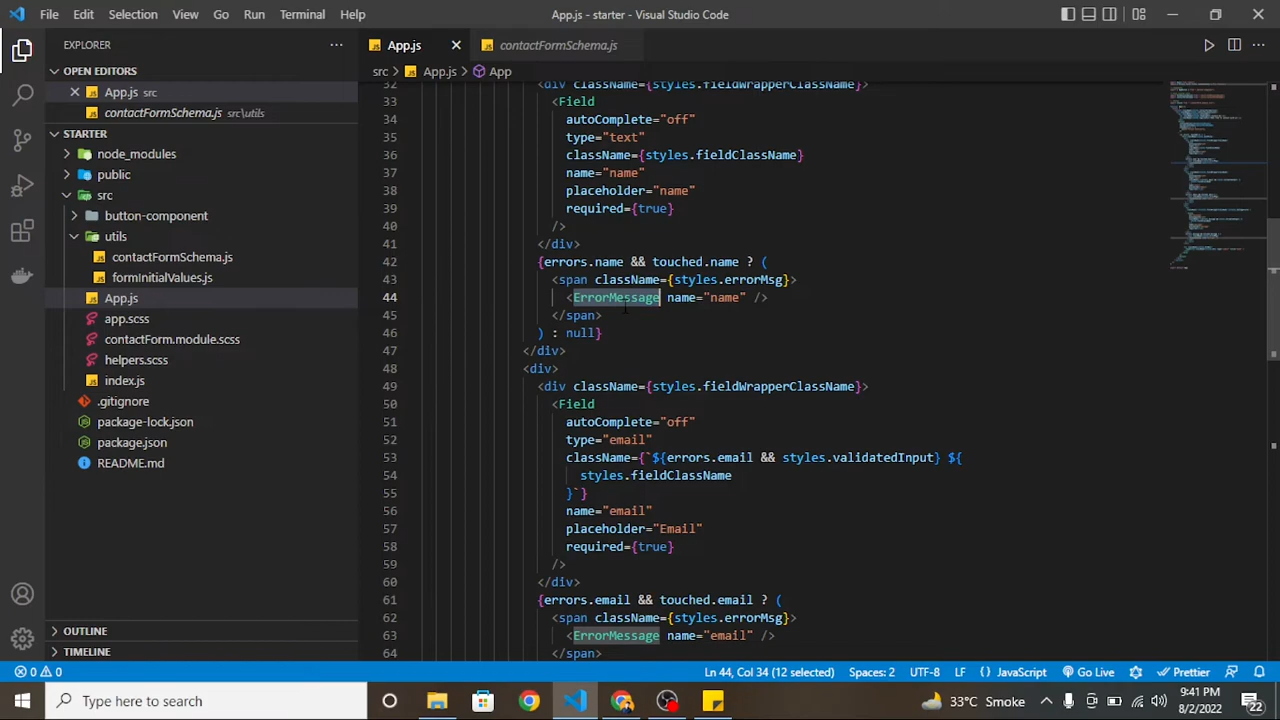 File Edit Selection View Go Run Terminal Help
App.js - starter - Visual Studio Code
EXPLORER
OPEN EDITORS
App.js src
contactFormSchema.js src\utils
STARTER
node_modules
public
src
button-component
utils
contactFormSchema.js
formInitialValues.js
App.js
app.scss
contactForm.module.scss
helpers.scss
index.js
.gitignore
package-lock.json
package.json
README.md
OUTLINE
TIMELINE
App.js
contactFormSchema.js
src > App.js > App
32 <div className={styles.fieldWrapperClassName}>
33 <Field
34 autoComplete="off"
35 type="text"
36 className={styles.fieldClassName}
37 name="name"
38 placeholder="name"
39 required={true}
40 />
41 </div>
42 {errors.name && touched.name ? (
43 <span className={styles.errorMsg}>
44 <ErrorMessage name="name" />
45 </span>
46 ) : null}
47 </div>
48 <div>
49 <div className={styles.fieldWrapperClassName}>
50 <Field
51 autoComplete="off"
52 type="email"
53 className={`${errors.email && styles.validatedInput} ${
54 styles.fieldClassName
55 }`}
56 name="email"
57 placeholder="Email"
58 required={true}
59 />
60 </div>
61 {errors.email && touched.email ? (
62 <span className={styles.errorMsg}>
63 <ErrorMessage name="email" />
64 </span>
0 0 Ln 44, Col 34 (12 selected) Spaces: 2 UTF-8 LF JavaScript Go Live Prettier
Type here to search
33°C Smoke
9:41 PM
8/2/2022
22